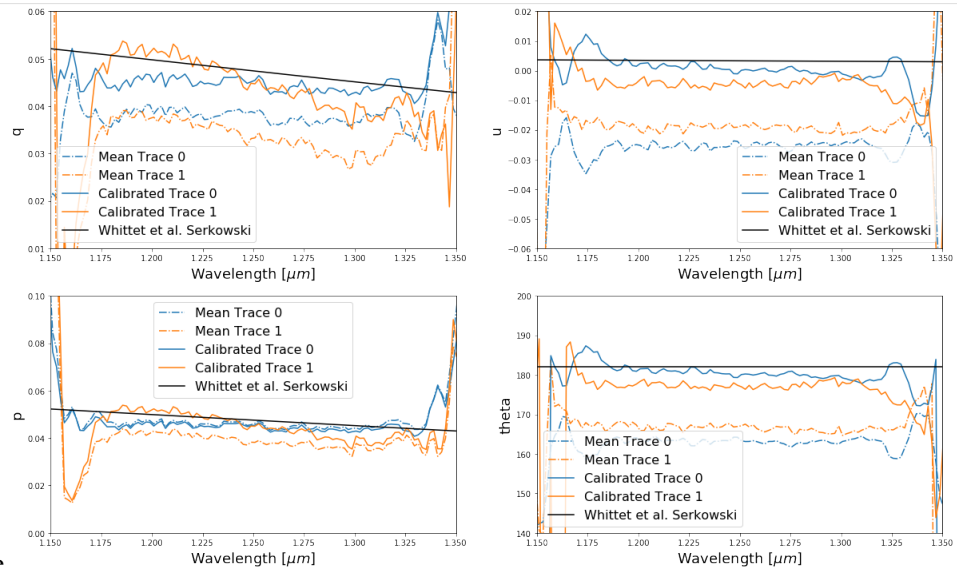 0.06
0.05
0.04
0.03
0.02
0.01
q
Mean Trace 0
Mean Trace 1
Calibrated Trace 0
Calibrated Trace 1
Whittet et al. Serkowski
1.150 1.175 1.200 1.225 1.250 1.275 1.300 1.325 1.350
Wavelength [μm]
0.02
0.01
0.00
−0.01
−0.02
−0.03
−0.04
−0.05
−0.06
u
Mean Trace 0
Mean Trace 1
Calibrated Trace 0
Calibrated Trace 1
Whittet et al. Serkowski
1.150 1.175 1.200 1.225 1.250 1.275 1.300 1.325 1.350
Wavelength [μm]
0.10
0.08
0.06
0.04
0.02
0.00
p
Mean Trace 0
Mean Trace 1
Calibrated Trace 0
Calibrated Trace 1
Whittet et al. Serkowski
1.150 1.175 1.200 1.225 1.250 1.275 1.300 1.325 1.350
Wavelength [μm]
200
190
180
170
160
150
140
theta
Mean Trace 0
Mean Trace 1
Calibrated Trace 0
Calibrated Trace 1
Whittet et al. Serkowski
1.150 1.175 1.200 1.225 1.250 1.275 1.300 1.325 1.350
Wavelength [μm]